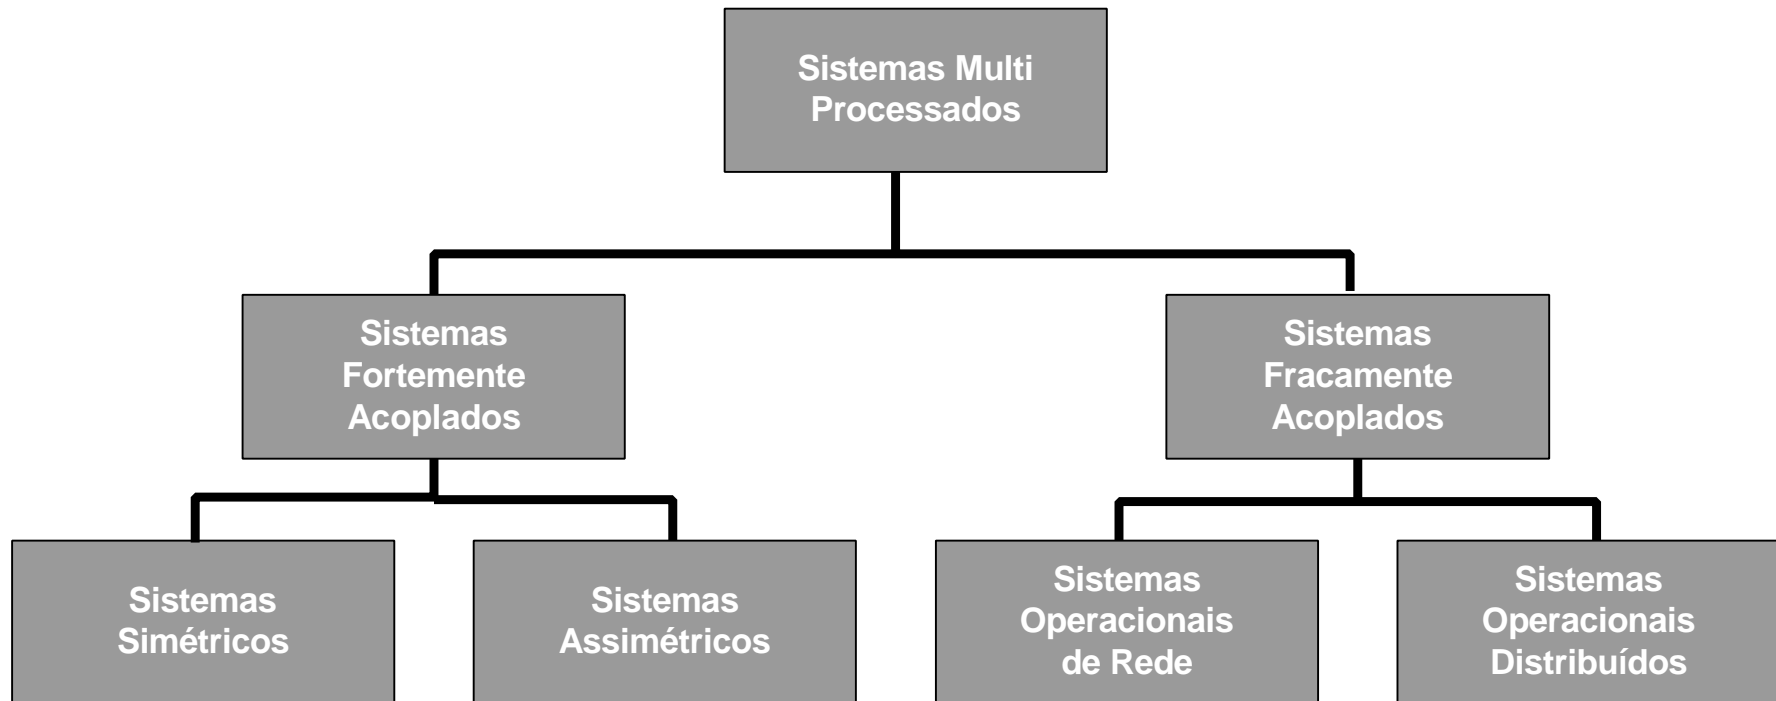 Sistemas Multi
Processados
Sistemas
Fortemente
Acoplados
Sistemas
Fracamente
Acoplados
Sistemas
Simétricos
Sistemas
Assimétricos
Sistemas
Operacionais
de Rede
Sistemas
Operacionais
Distribuídos